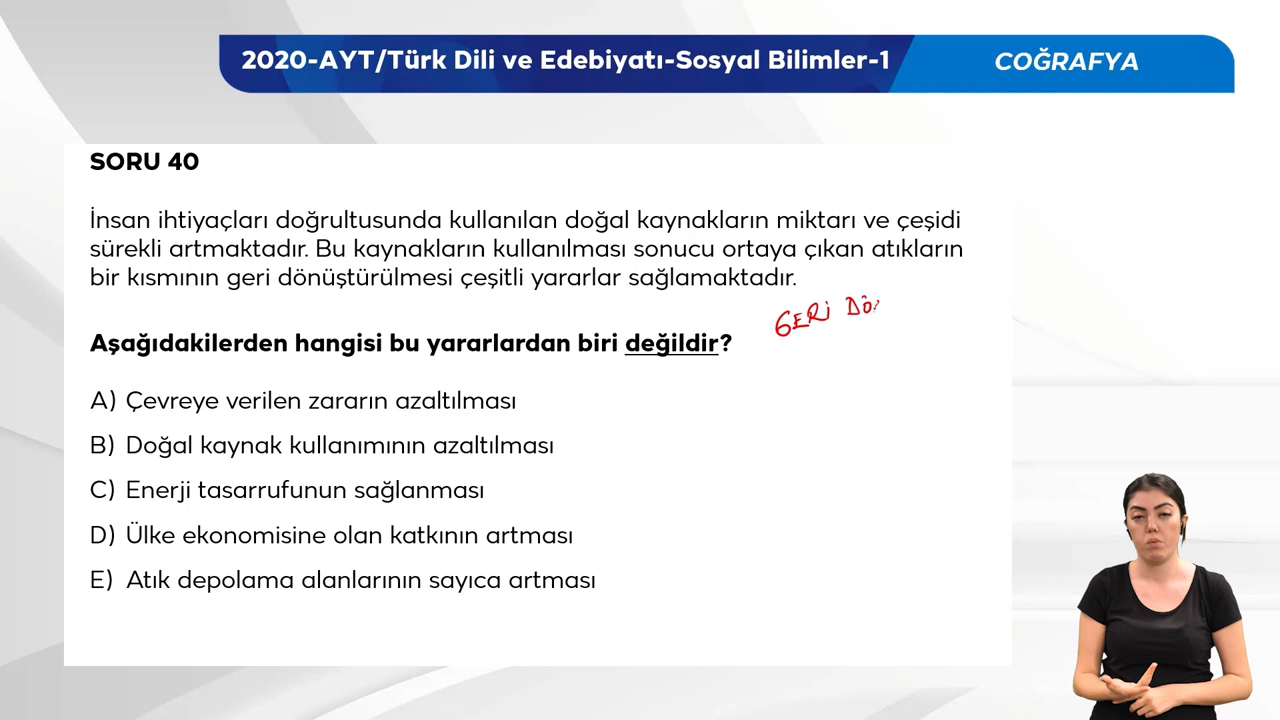 2020-AYT/Türk Dili ve Edebiyatı-Sosyal Bilimler-1
COĞRAFYA
SORU 40
İnsan ihtiyaçları doğrultusunda kullanılan doğal kaynakların miktarı ve çeşidi
sürekli artmaktadır. Bu kaynakların kullanılması sonucu ortaya çıkan atıkların
bir kısmının geri dönüştürülmesi çeşitli yararlar sağlamaktadır.
GERİ DÖ
Aşağıdakilerden hangisi bu yararlardan biri değildir?
A) Çevreye verilen zararın azaltılması
B) Doğal kaynak kullanımının azaltılması
C) Enerji tasarrufunun sağlanması
D) Ülke ekonomisine olan katkının artması
E) Atık depolama alanlarının sayıca artması